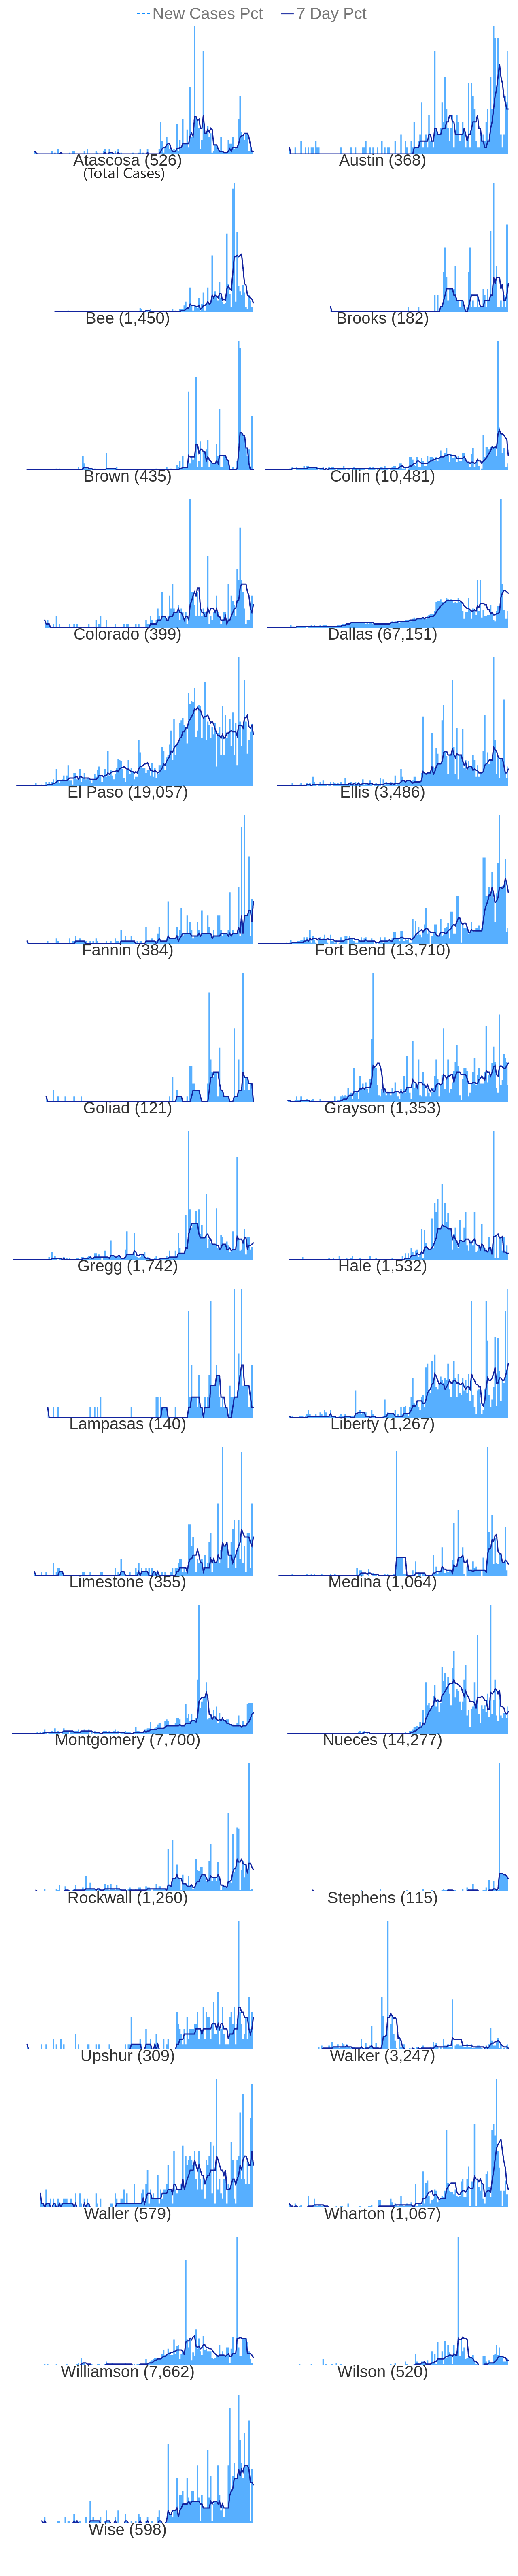 New Cases Pct 7 Day Pct
Atascosa (526) Austin (368)
(Total Cases)
Bee (1,450) Brooks (182)
Brown (435) Collin (10,481)
Colorado (399) Dallas (67,151)
El Paso (19,057) Ellis (3,486)
Fannin (384) Fort Bend (13,710)
Goliad (121) Grayson (1,353)
Gregg (1,742) Hale (1,532)
Lampasas (140) Liberty (1,267)
Limestone (355) Medina (1,064)
Montgomery (7,700) Nueces (14,277)
Rockwall (1,260) Stephens (115)
Upshur (309) Walker (3,247)
Waller (579) Wharton (1,067)
Williamson (7,662) Wilson (520)
Wise (598)